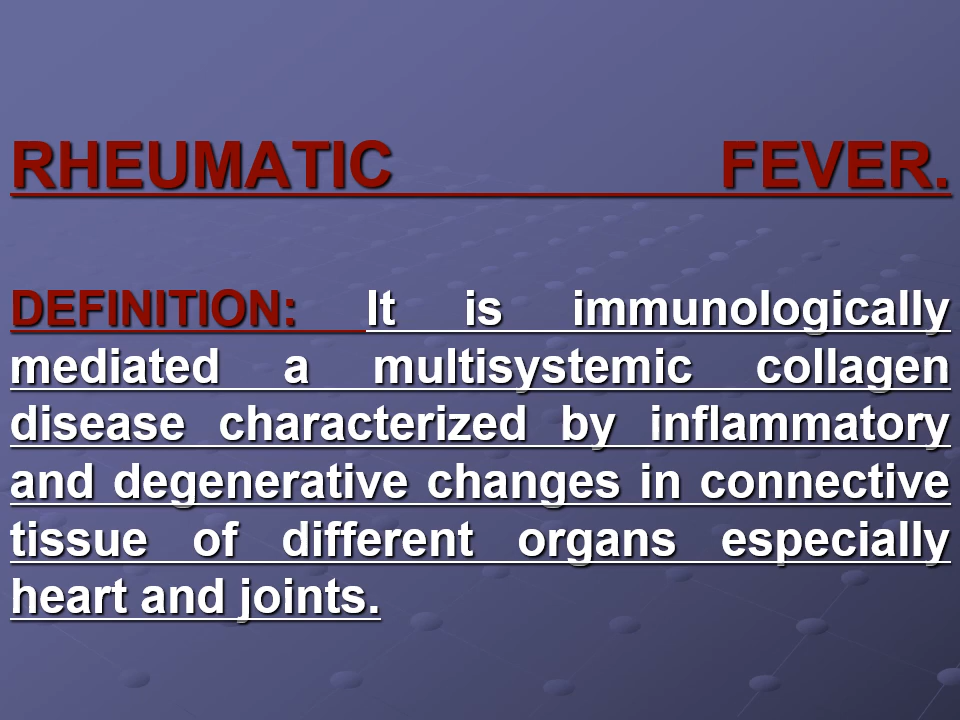 RHEUMATIC FEVER.
DEFINITION: It is immunologically
mediated a multisystemic collagen
disease characterized by inflammatory
and degenerative changes in connective
tissue of different organs especially
heart and joints.